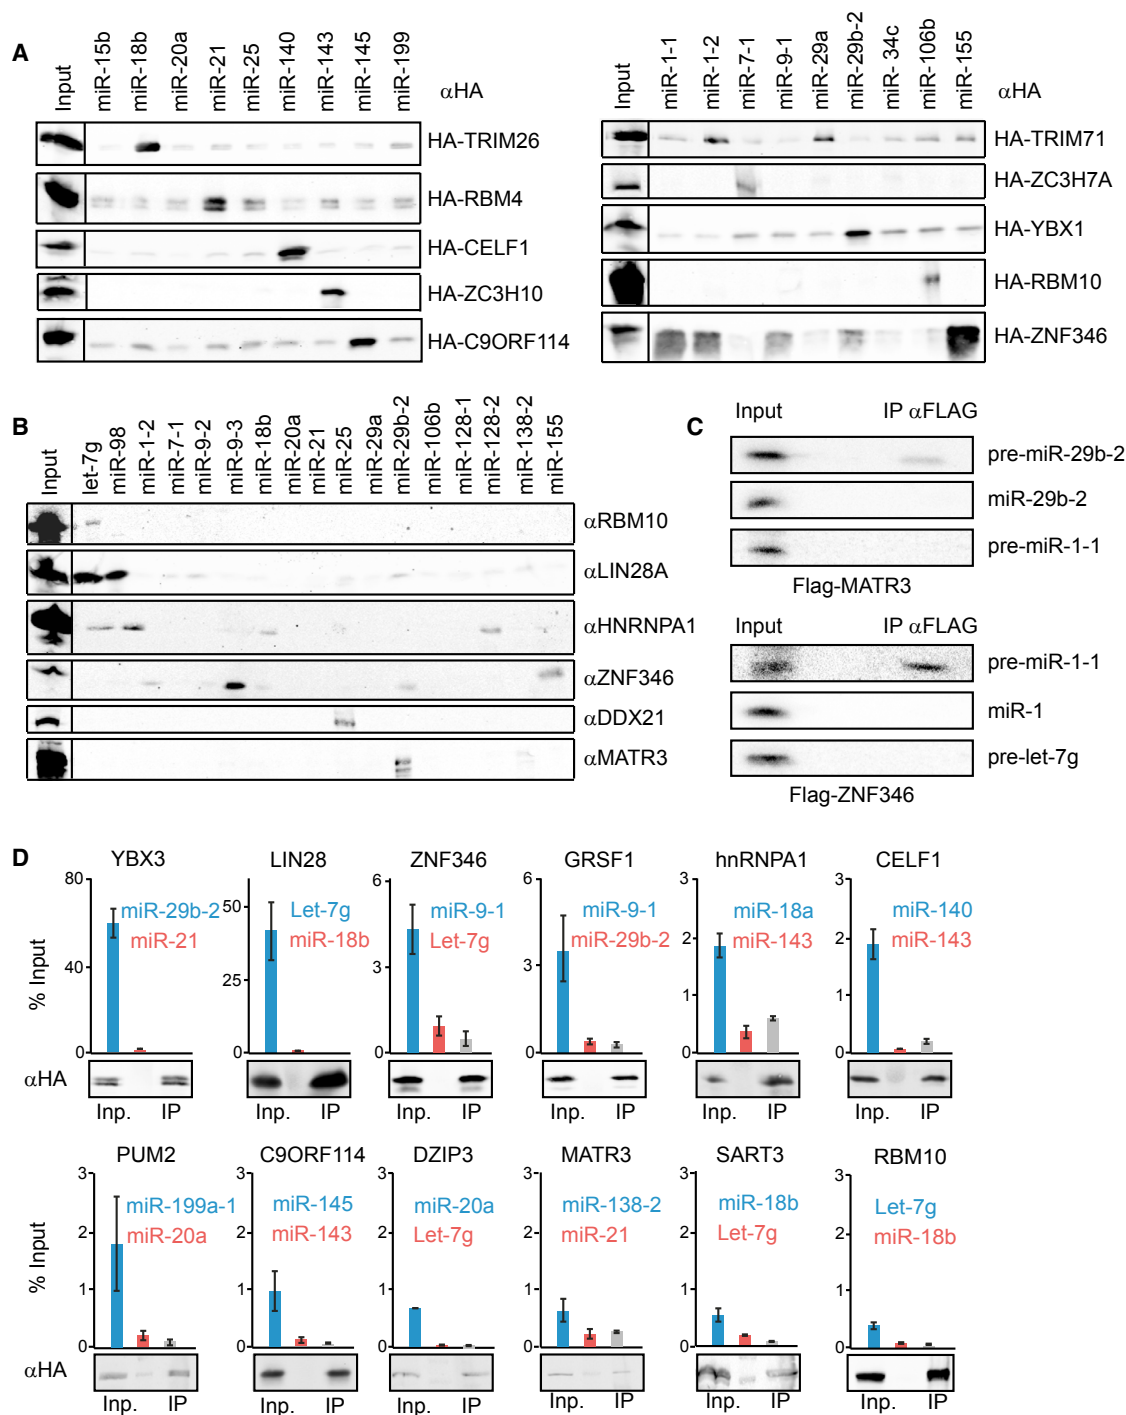 A
Input
miR-15b
miR-18b
miR-20a
miR-21
miR-25
miR-140
miR-143
miR-145
miR-199
αHA
HA-TRIM26
HA-RBM4
HA-CELF1
HA-ZC3H10
HA-C9ORF114
Input
miR-1-1
miR-1-2
miR-7-1
miR-9-1
miR-29a
miR-29b-2
miR- 34c
miR-106b
miR-155
αHA
HA-TRIM71
HA-ZC3H7A
HA-YBX1
HA-RBM10
HA-ZNF346
B
Input
let-7g
miR-98
miR-1-2
miR-7-1
miR-9-2
miR-9-3
miR-18b
miR-20a
miR-21
miR-25
miR-29a
miR-29b-2
miR-106b
miR-128-1
miR-128-2
miR-138-2
miR-155
αRBM10
αLIN28A
αHNRNPA1
αZNF346
αDDX21
αMATR3
C
Input IP αFLAG
pre-miR-29b-2
miR-29b-2
pre-miR-1-1
Flag-MATR3
Input IP αFLAG
pre-miR-1-1
miR-1
pre-let-7g
Flag-ZNF346
D
% Input
YBX3
80
40
0
miR-29b-2
miR-21
αHA
Inp. IP
LIN28
50
25
0
Let-7g
miR-18b
Inp. IP
ZNF346
6
3
0
miR-9-1
Let-7g
Inp. IP
GRSF1
6
3
0
miR-9-1
miR-29b-2
Inp. IP
hnRNPA1
3
2
1
0
miR-18a
miR-143
Inp. IP
CELF1
3
2
1
0
miR-140
miR-143
Inp. IP
% Input
PUM2
3
2
1
0
miR-199a-1
miR-20a
αHA
Inp. IP
C9ORF114
3
2
1
0
miR-145
miR-143
Inp. IP
DZIP3
3
2
1
0
miR-20a
Let-7g
Inp. IP
MATR3
3
2
1
0
miR-138-2
miR-21
Inp. IP
SART3
3
2
1
0
miR-18b
Let-7g
Inp. IP
RBM10
3
2
1
0
Let-7g
miR-18b
Inp. IP